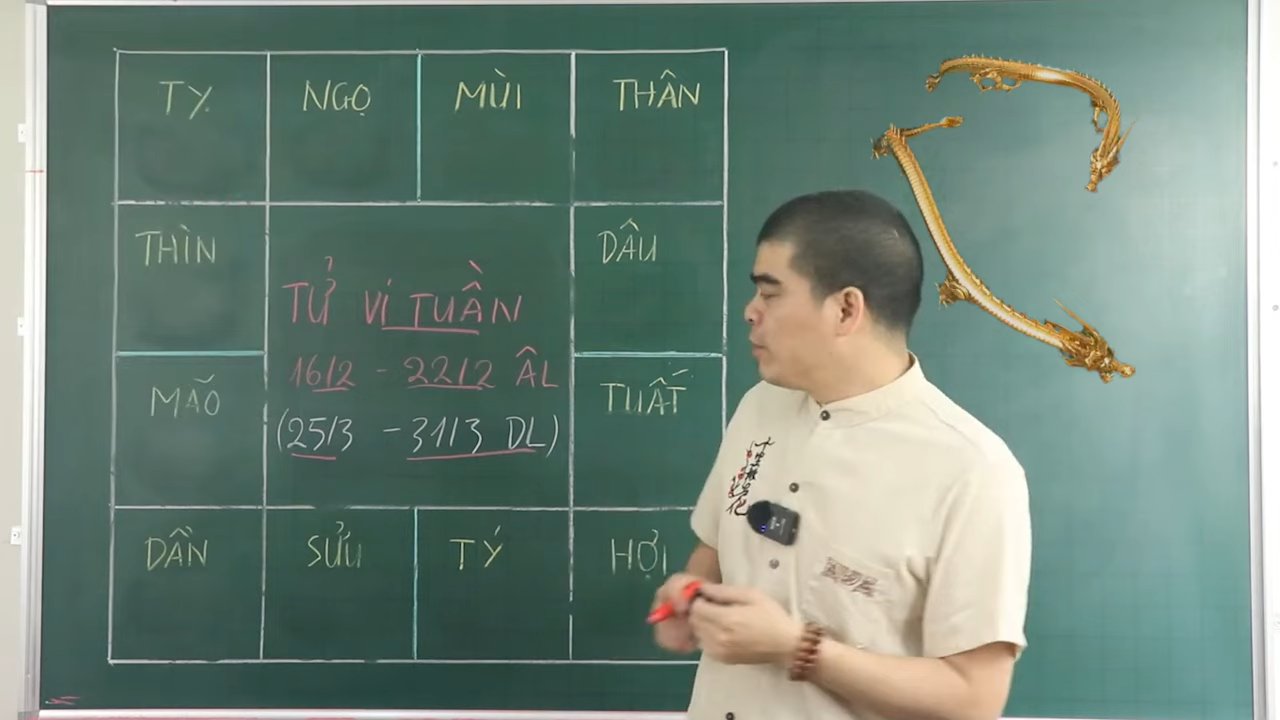 TỴ NGỌ MÙI THÂN
THÌN DẬU
TỬ VI TUẦN
16/2 - 22/2 ÂL
MÃO TUẤT
(25/3 - 31/3 DL)
DẦN SỬU TÝ HỢI